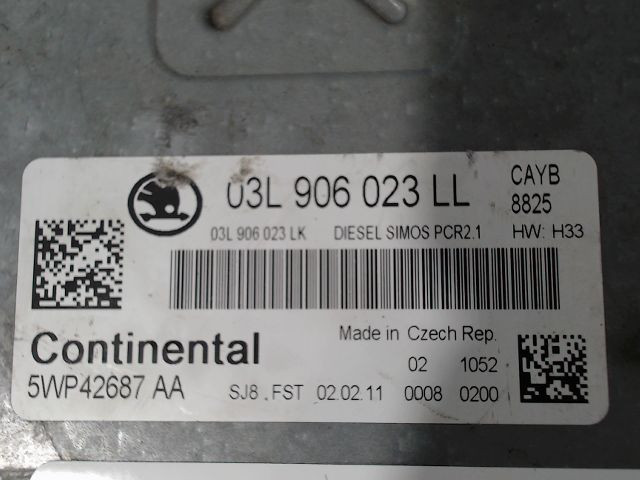 03L 906 023 LL CAYB
8825
03L 906 023 LK DIESEL SIMOS PCR2.1 HW: H33
Continental Made in Czech Rep.
02 1052
5WP42687 AA SJ8 .FST 02.02.11 0008 0200